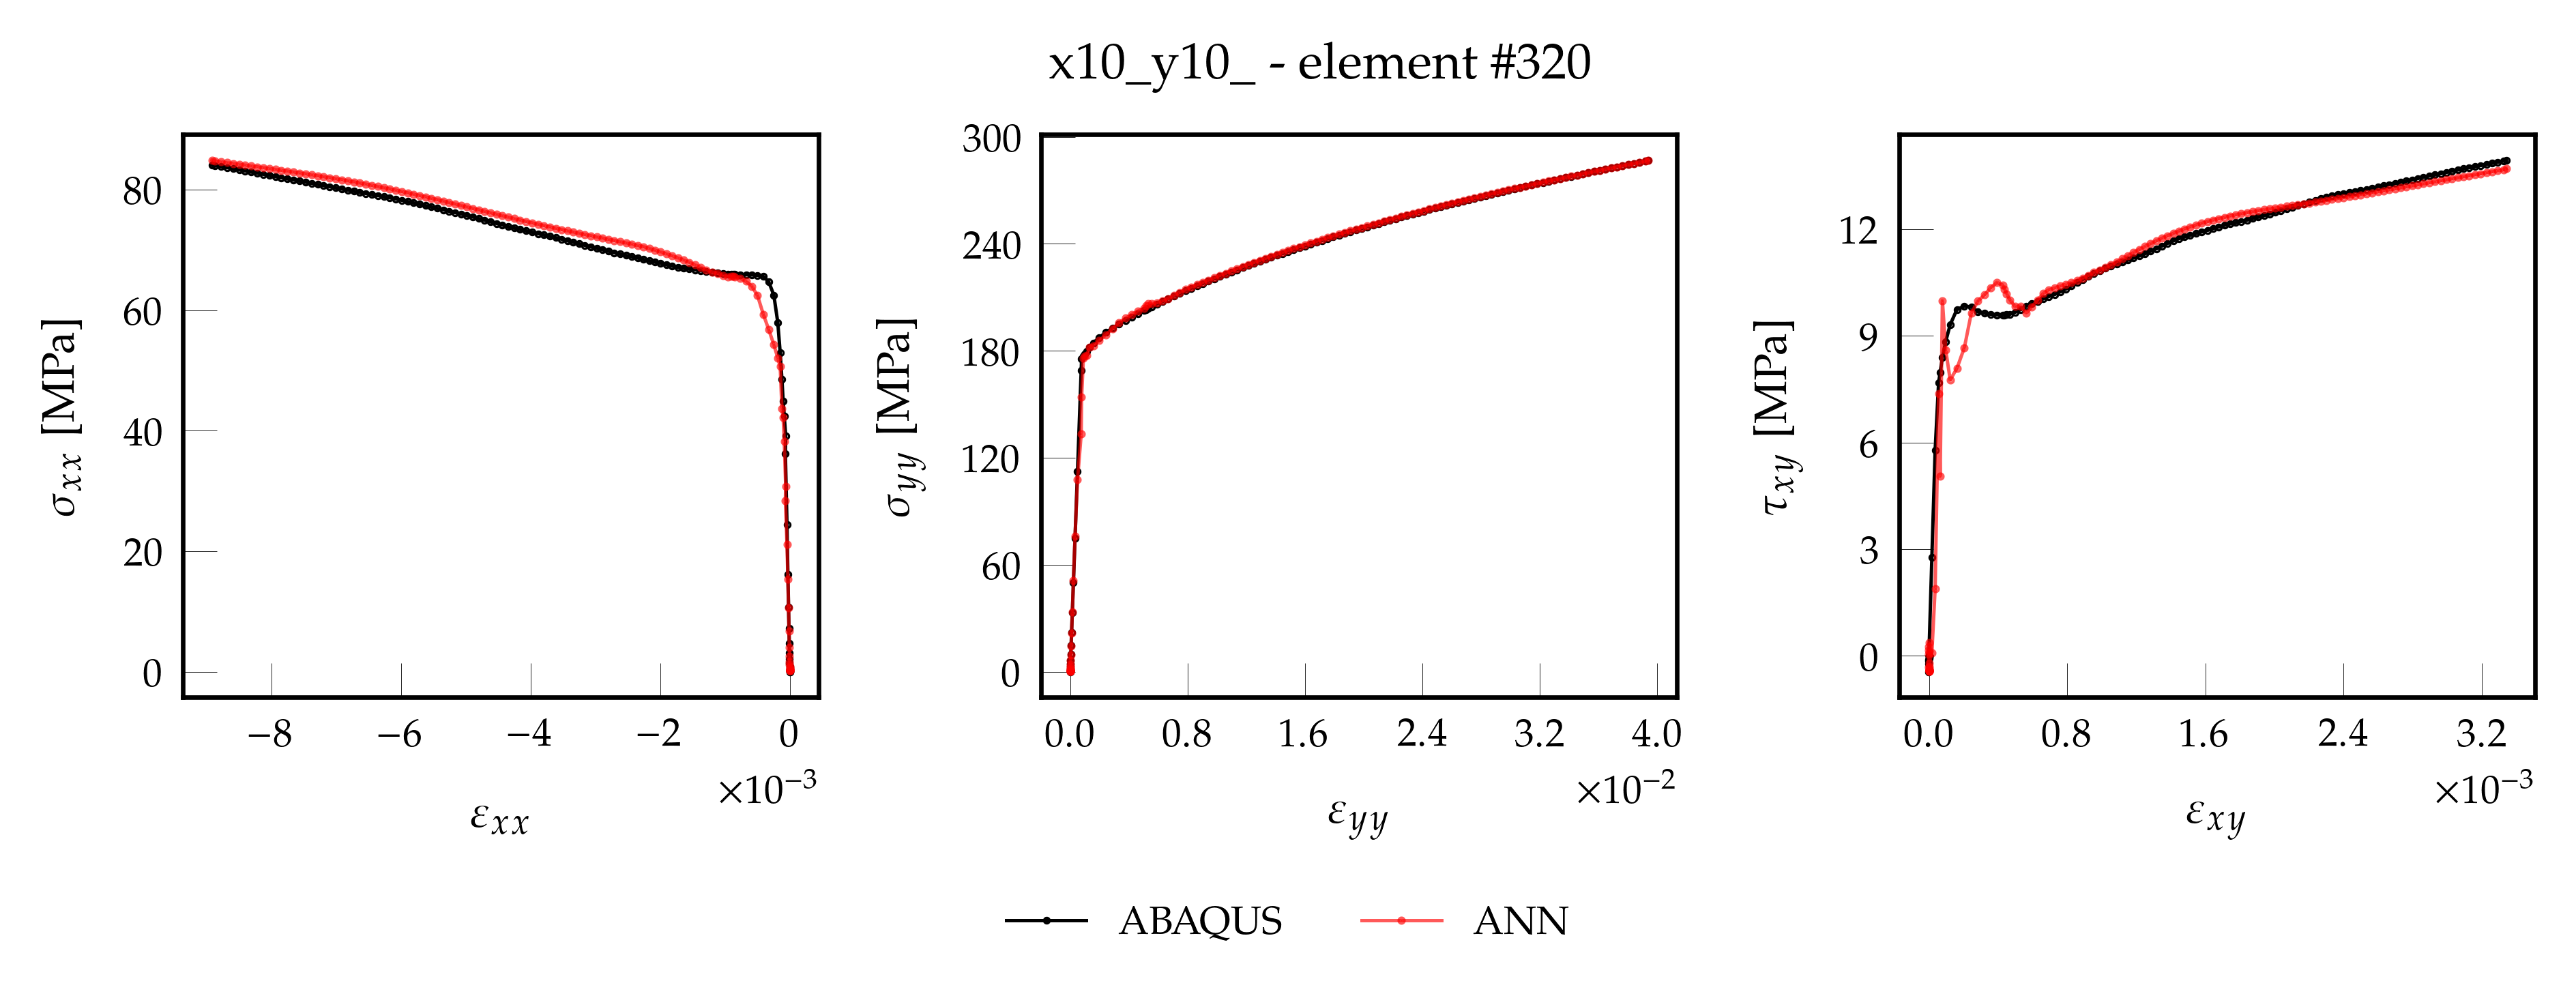 x10_y10_ - element #320
σxx [MPa]
80
60
40
20
0
−8 −6 −4 −2 0
×10−3
εxx
σyy [MPa]
300
240
180
120
60
0
0.0 0.8 1.6 2.4 3.2 4.0
×10−2
εyy
τxy [MPa]
12
9
6
3
0
0.0 0.8 1.6 2.4 3.2
×10−3
εxy
ABAQUS ANN